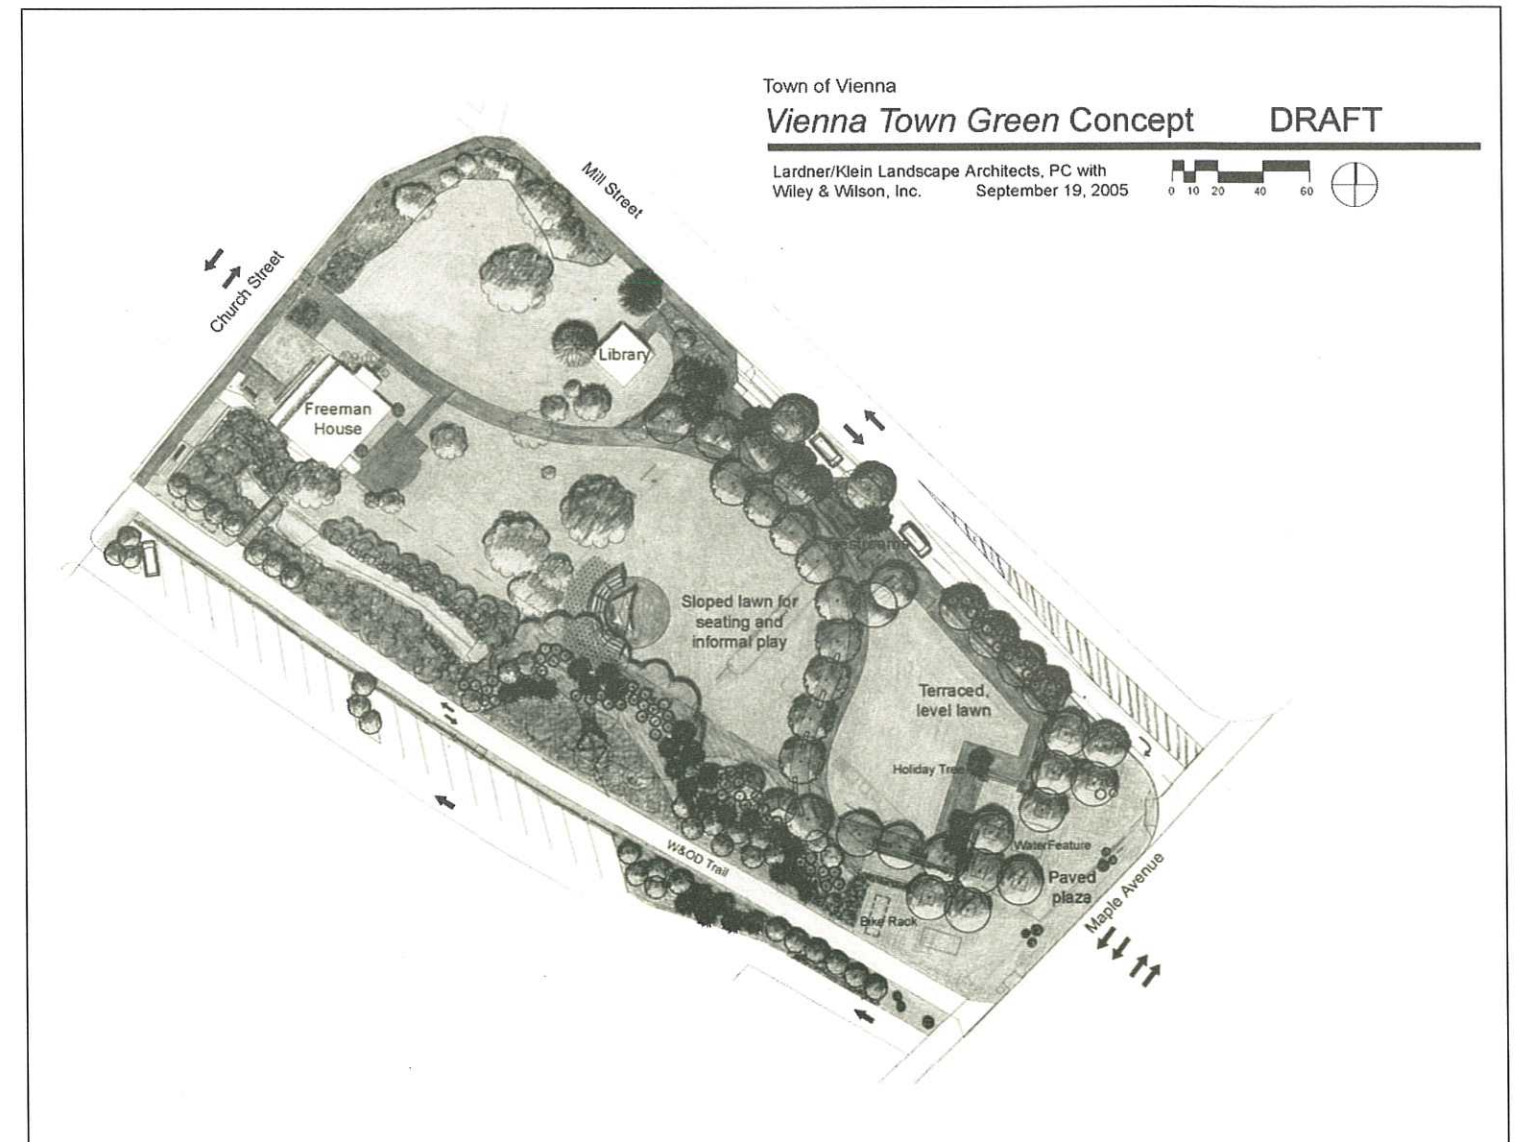 Town of Vienna
Vienna Town Green Concept DRAFT
Lardner/Klein Landscape Architects, PC with
Wiley & Wilson, Inc. September 19, 2005
0 10 20 40 60
Mill Street
Church Street
Library
Freeman
House
Sloped lawn for
seating and
informal play
Terraced,
level lawn
Holiday Tree
WaterFeature
Paved
plaza
W&OD Trail
Bike Rack
Maple Avenue